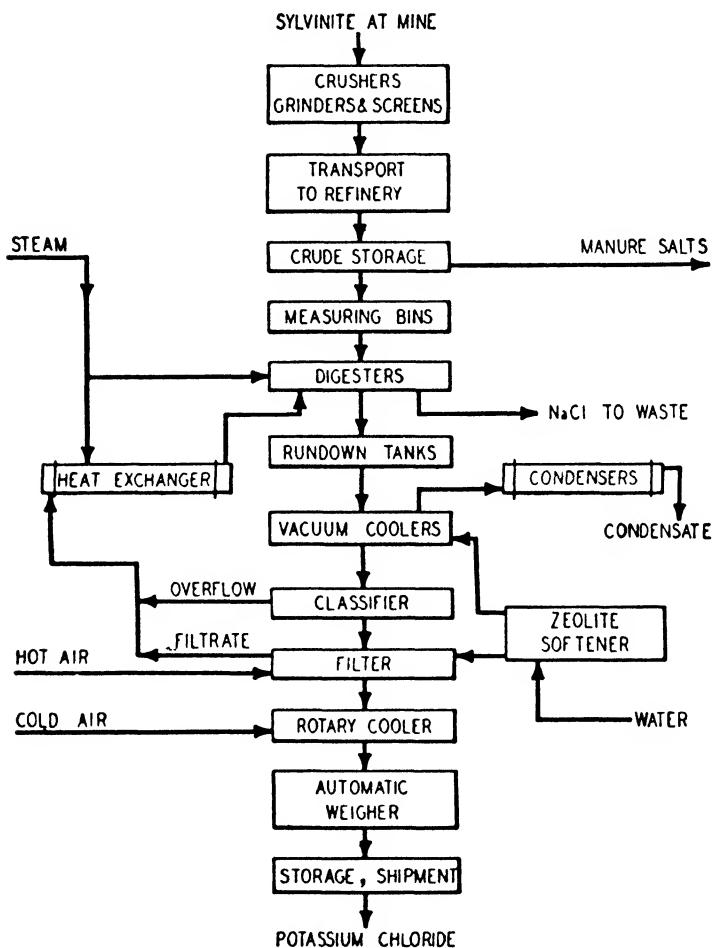 SYLVINITE AT MINE
CRUSHERS
GRINDERS & SCREENS
TRANSPORT
TO REFINERY
STEAM
CRUDE STORAGE
MANURE SALTS
MEASURING BINS
DIGESTERS
NaCl TO WASTE
RUNDOWN TANKS
HEAT EXCHANGER
CONDENSERS
VACUUM COOLERS
CONDENSATE
OVERFLOW
CLASSIFIER
ZEOLITE
SOFTENER
FILTRATE
HOT AIR
FILTER
COLD AIR
ROTARY COOLER
WATER
AUTOMATIC
WEIGHER
STORAGE, SHIPMENT
POTASSIUM CHLORIDE